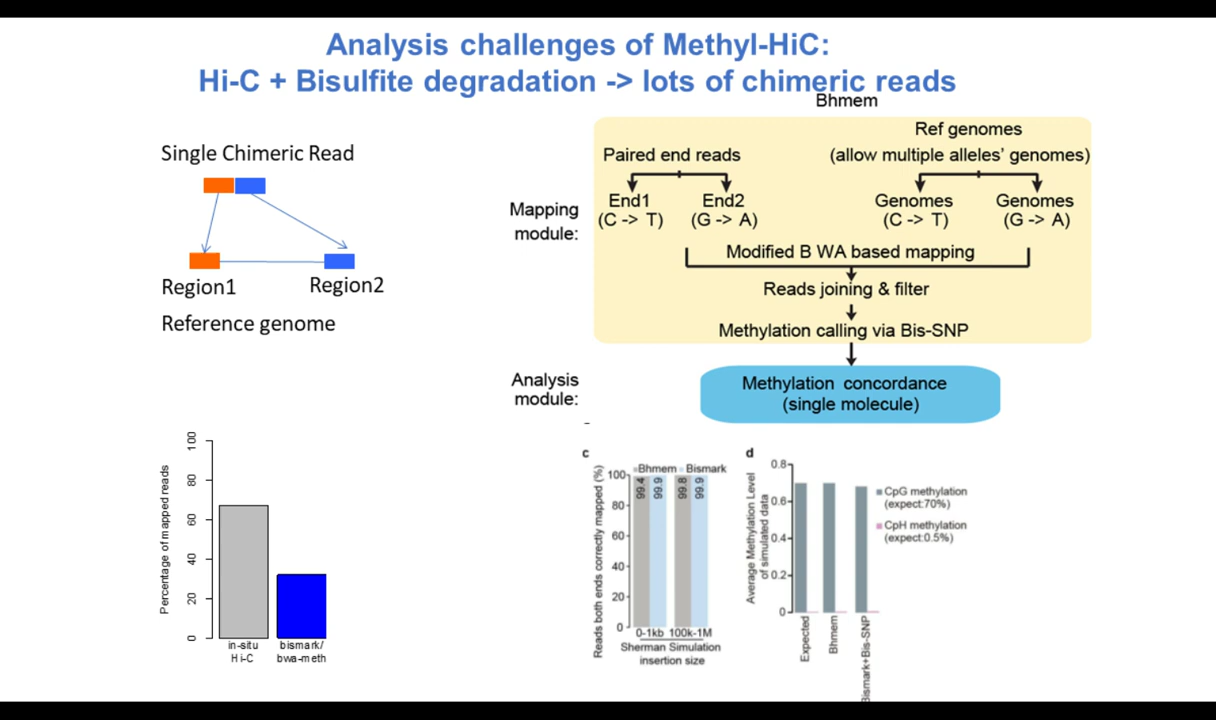 Analysis challenges of Methyl-HiC:
Hi-C + Bisulfite degradation -> lots of chimeric reads
Single Chimeric Read
Region1
Region2
Reference genome
Bhmem
Ref genomes
Paired end reads
(allow multiple alleles' genomes)
End1
(C -> T)
End2
(G -> A)
Genomes
(C -> T)
Genomes
(G -> A)
Mapping
module:
Modified B WA based mapping
Reads joining & filter
Methylation calling via Bis-SNP
Analysis
module:
Methylation concordance
(single molecule)
Percentage of mapped reads
100
80
60
40
20
0
in-situ
Hi-C
bismark/
bwa-meth
c
Bhmem Bismark
Reads both ends correctly mapped (%)
100
80
60
40
20
0
99.4
99.9
99.8
99.9
0-1kb 100k-1M
Sherman Simulation
insertion size
d
Average Methylation Level
of simulated data
0.8
0.6
0.4
0.2
0
CpG methylation
(expect:70%)
CpH methylation
(expect:0.5%)
Expected
Bhmem
Bismark+Bis-SNP